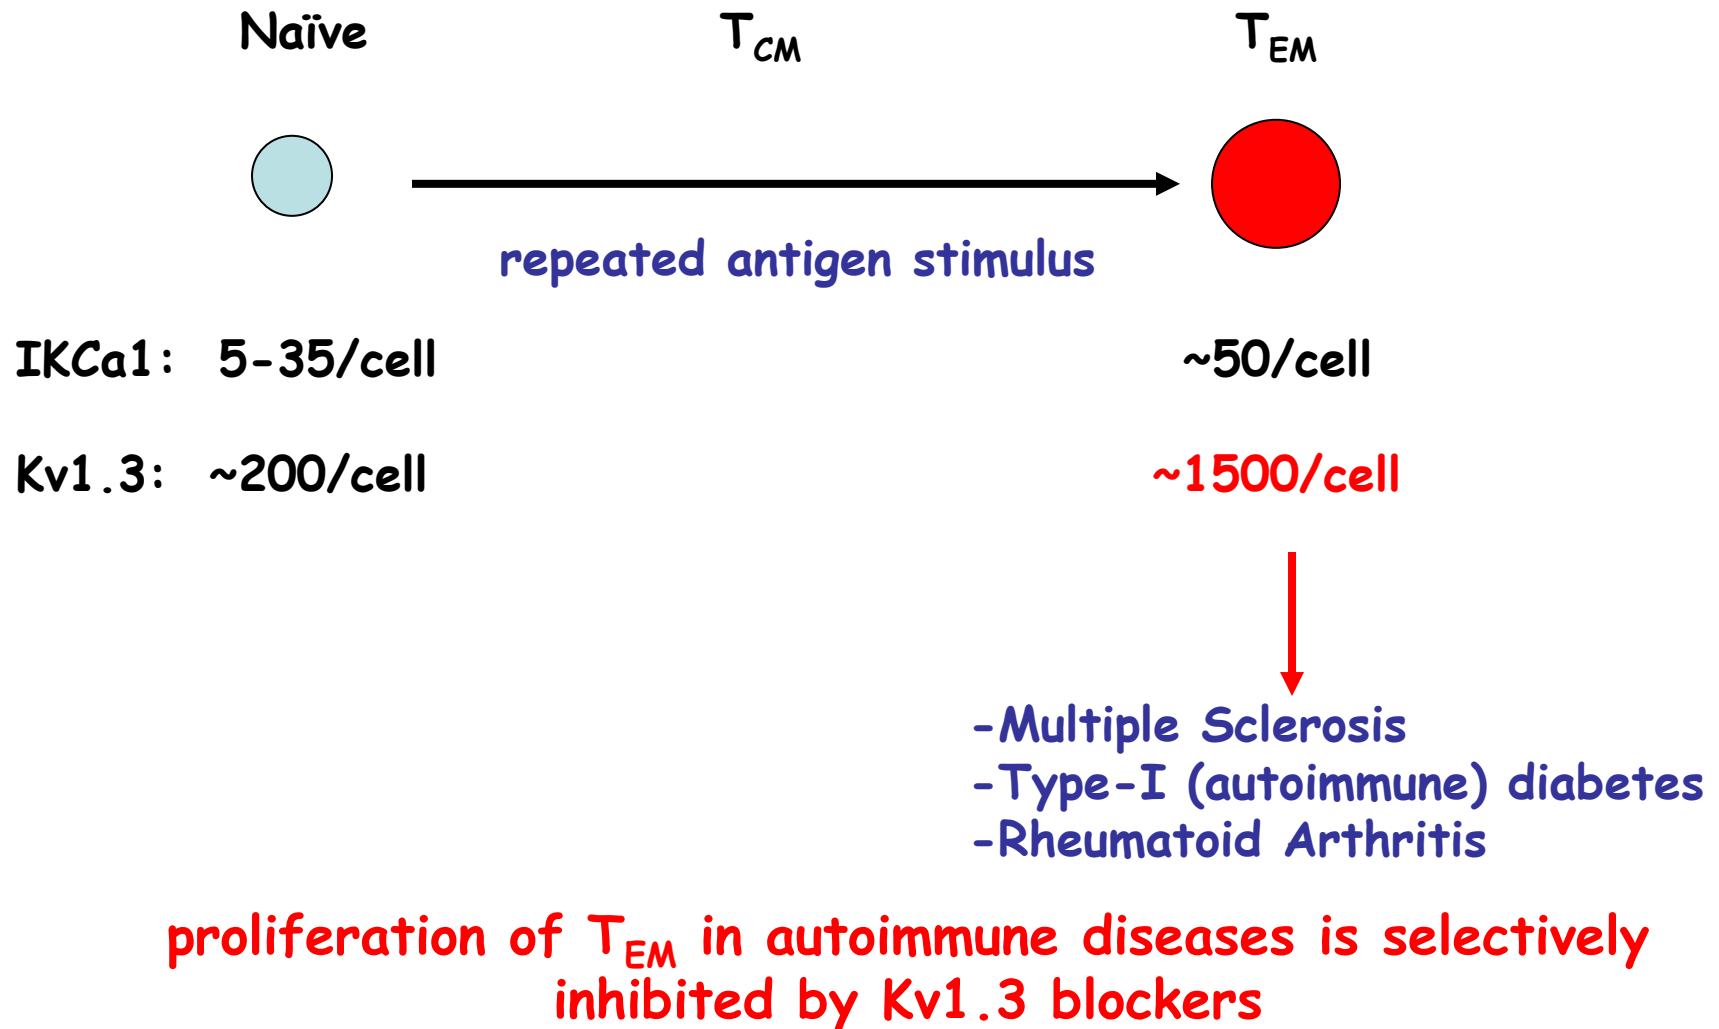 Naïve TCM TEM
repeated antigen stimulus
IKCa1: 5-35/cell ~50/cell
Kv1.3: ~200/cell ~1500/cell
-Multiple Sclerosis
-Type-I (autoimmune) diabetes
-Rheumatoid Arthritis
proliferation of TEM in autoimmune diseases is selectively
inhibited by Kv1.3 blockers